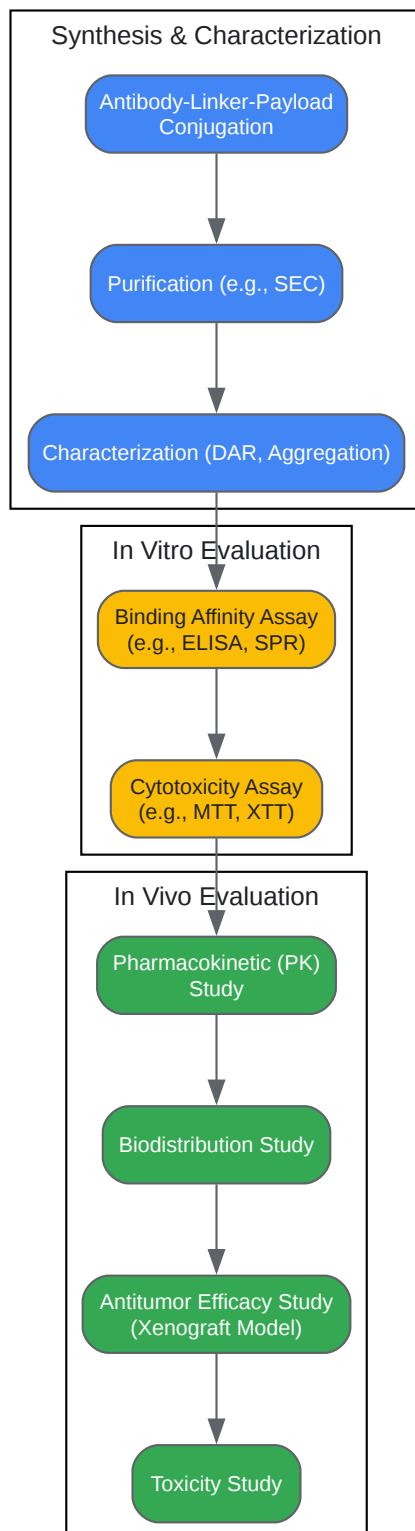 Synthesis & Characterization
Antibody-Linker-Payload
Conjugation
Purification (e.g., SEC)
Characterization (DAR, Aggregation)
In Vitro Evaluation
Binding Affinity Assay
(e.g., ELISA, SPR)
Cytotoxicity Assay
(e.g., MTT, XTT)
In Vivo Evaluation
Pharmacokinetic (PK)
Study
Biodistribution Study
Antitumor Efficacy Study
(Xenograft Model)
Toxicity Study